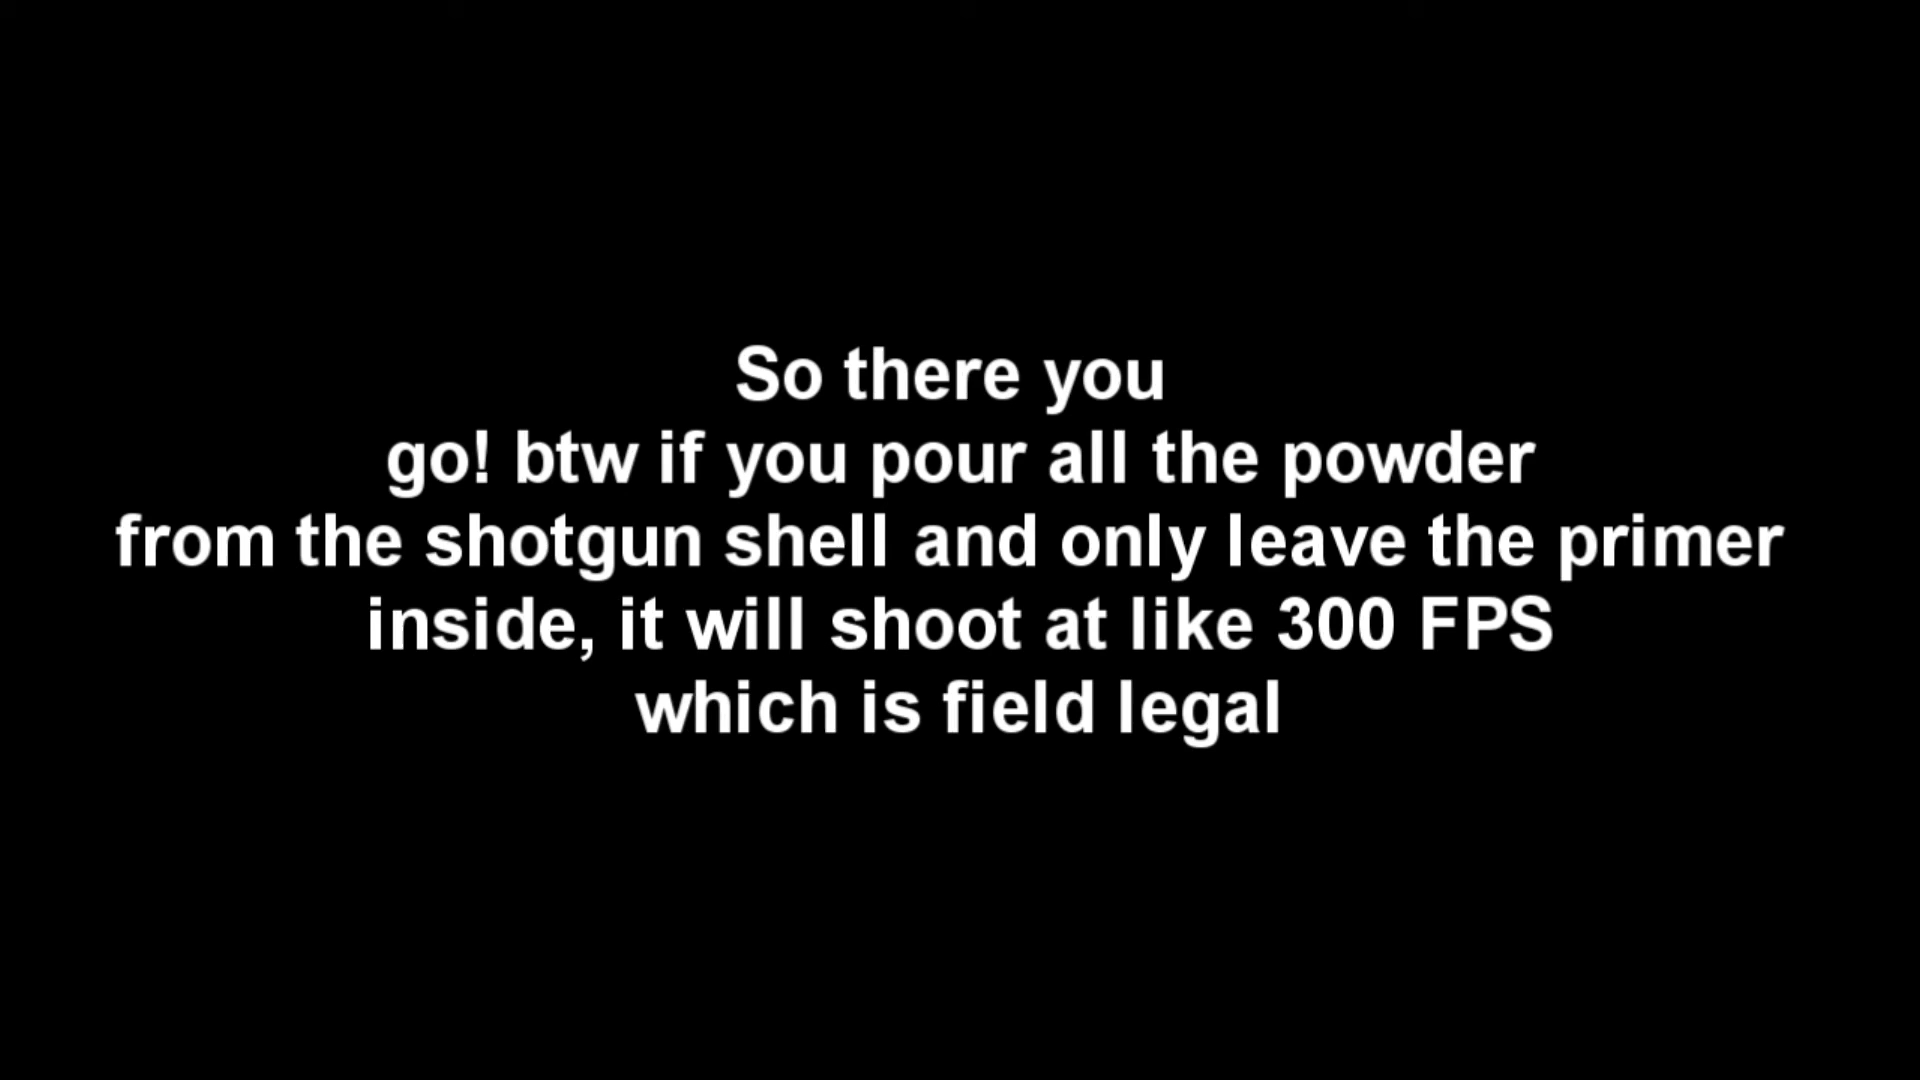 So there you
go! btw if you pour all the powder
from the shotgun shell and only leave the primer
inside, it will shoot at like 300 FPS
which is field legal